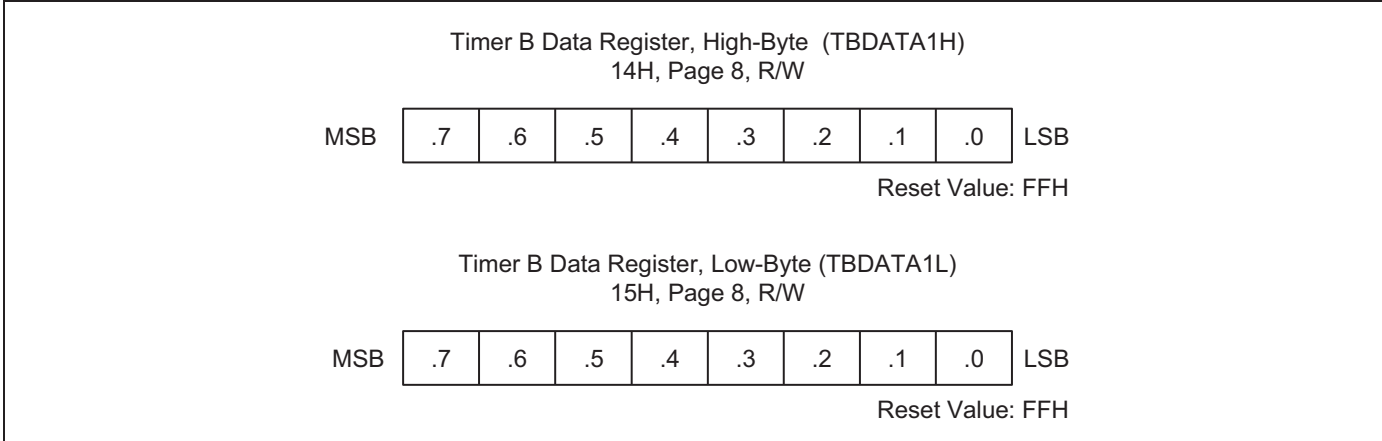 Timer B Data Register, High-Byte (TBDATA1H)
14H, Page 8, R/W
MSB .7 .6 .5 .4 .3 .2 .1 .0 LSB
Reset Value: FFH
Timer B Data Register, Low-Byte (TBDATA1L)
15H, Page 8, R/W
MSB .7 .6 .5 .4 .3 .2 .1 .0 LSB
Reset Value: FFH